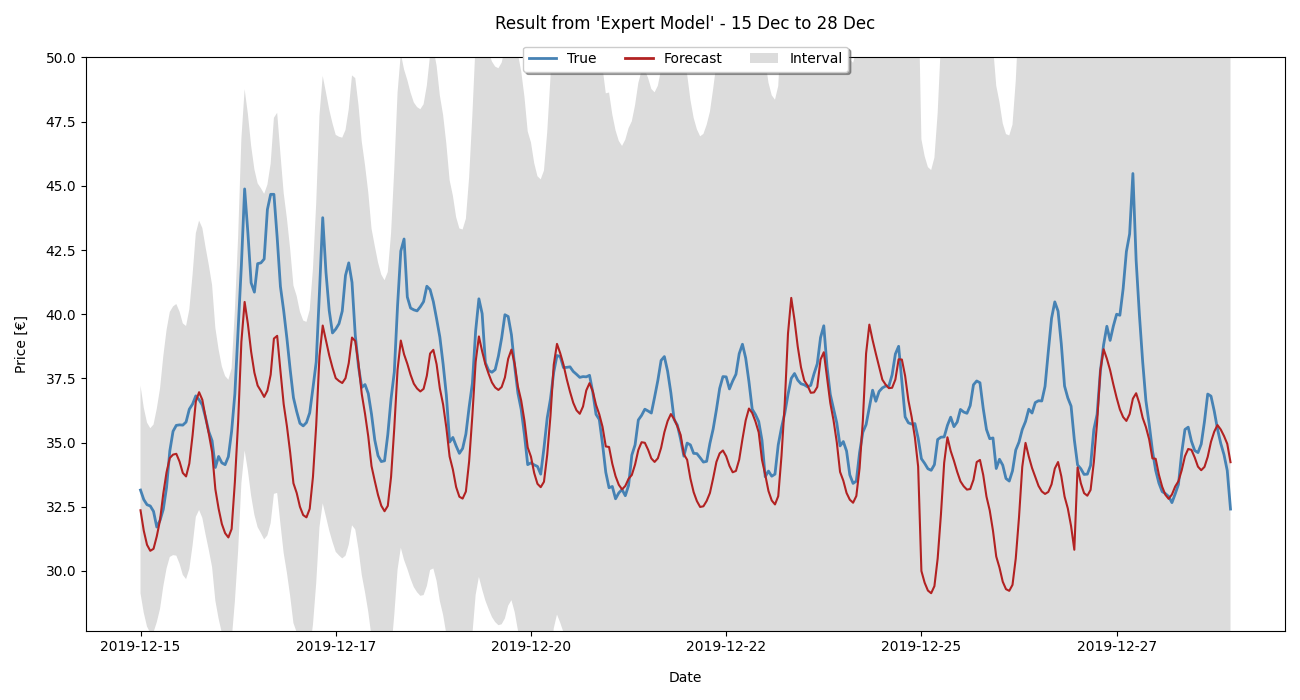 Result from 'Expert Model' - 15 Dec to 28 Dec
True Forecast Interval
50.0
47.5
45.0
42.5
40.0
37.5
35.0
32.5
30.0
Price [€]
2019-12-15 2019-12-17 2019-12-20 2019-12-22 2019-12-25 2019-12-27
Date